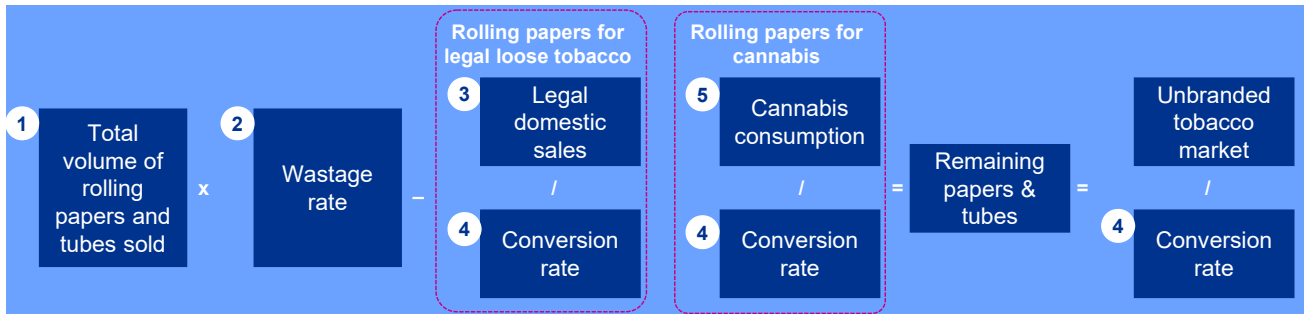 1
Total
volume of
rolling
papers and
tubes sold
x
2
Wastage
rate
–
Rolling papers for
legal loose tobacco
3
Legal
domestic
sales
/
4
Conversion
rate
Rolling papers for
cannabis
5
Cannabis
consumption
/
4
Conversion
rate
=
Remaining
papers &
tubes
=
Unbranded
tobacco
market
/
4
Conversion
rate